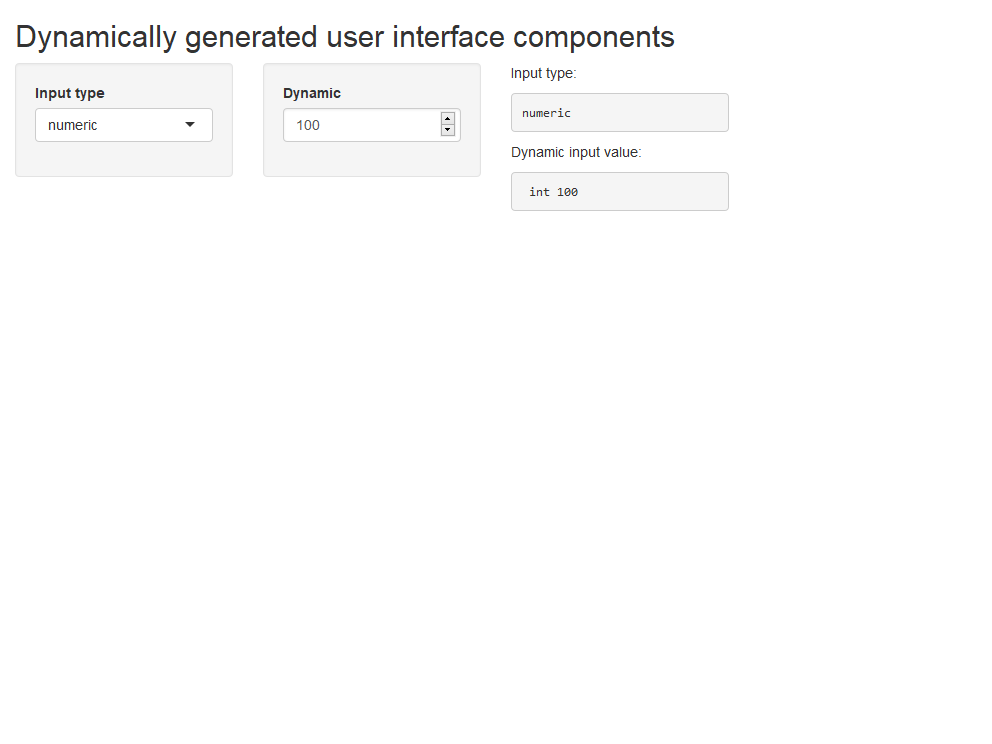 Dynamically generated user interface components
Input type
numeric
Dynamic
100
Input type:
numeric
Dynamic input value:
int 100